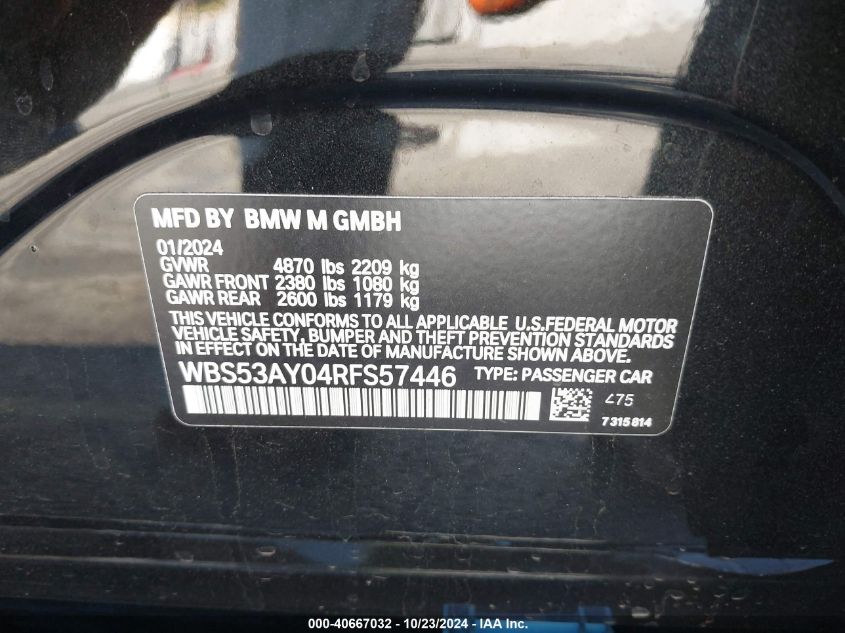 MFD BY BMW M GMBH
01/2024
GVWR 4870 lbs 2209 kg
GAWR FRONT 2380 lbs 1080 kg
GAWR REAR 2600 lbs 1179 kg
THIS VEHICLE CONFORMS TO ALL APPLICABLE U.S.FEDERAL MOTOR
VEHICLE SAFETY, BUMPER AND THEFT PREVENTION STANDARDS
IN EFFECT ON THE DATE OF MANUFACTURE SHOWN ABOVE.
WBS53AY04RFS57446 TYPE: PASSENGER CAR
475
7 315 814
000-40667032 - 10/23/2024 - IAA Inc.